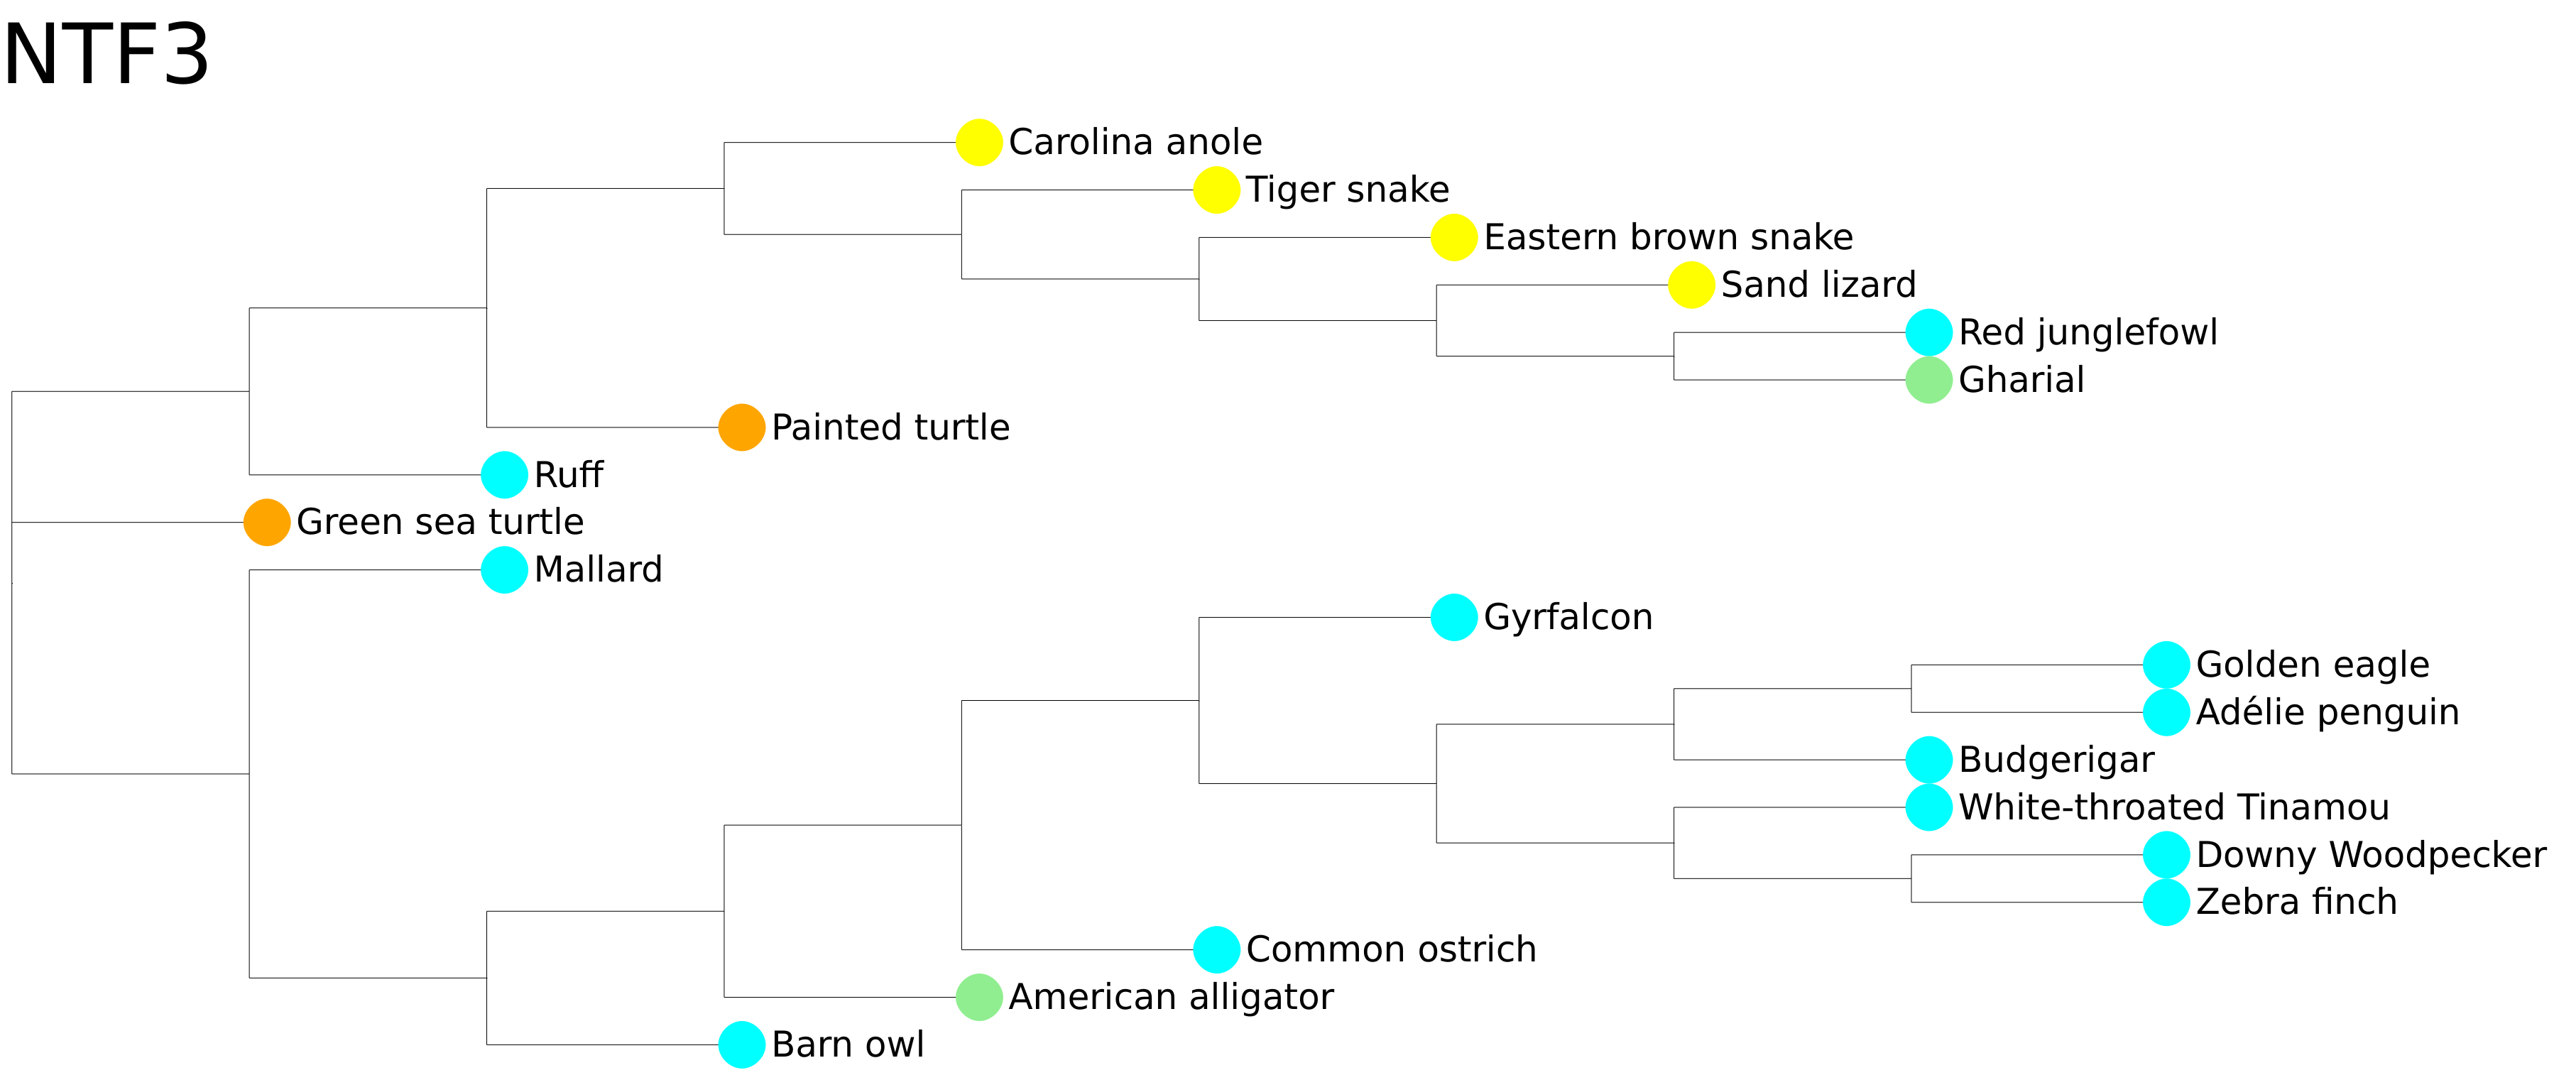 NTF3
Carolina anole
Tiger snake
Eastern brown snake
Sand lizard
Red junglefowl
Gharial
Painted turtle
Ruff
Green sea turtle
Mallard
Gyrfalcon
Golden eagle
Adélie penguin
Budgerigar
White-throated Tinamou
Downy Woodpecker
Zebra finch
Common ostrich
American alligator
Barn owl